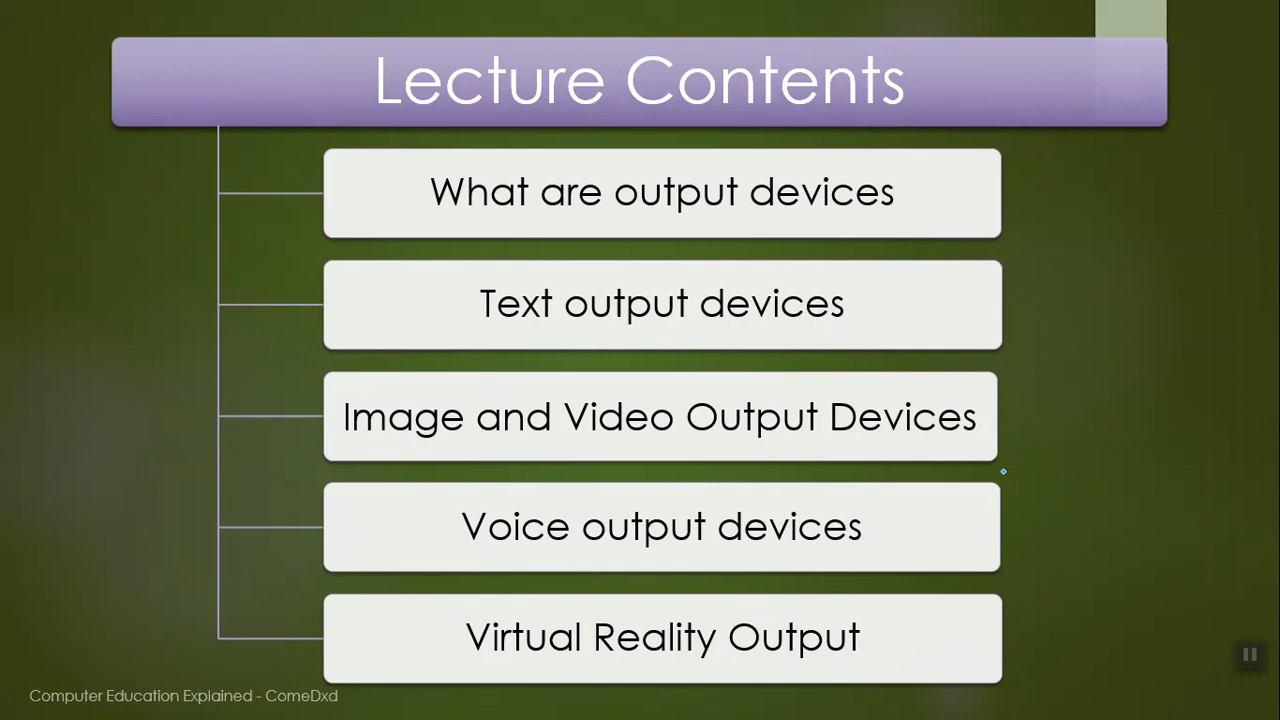 Lecture Contents
What are output devices
Text output devices
Image and Video Output Devices
Voice output devices
Virtual Reality Output
Computer Education Explained - ComeDxd